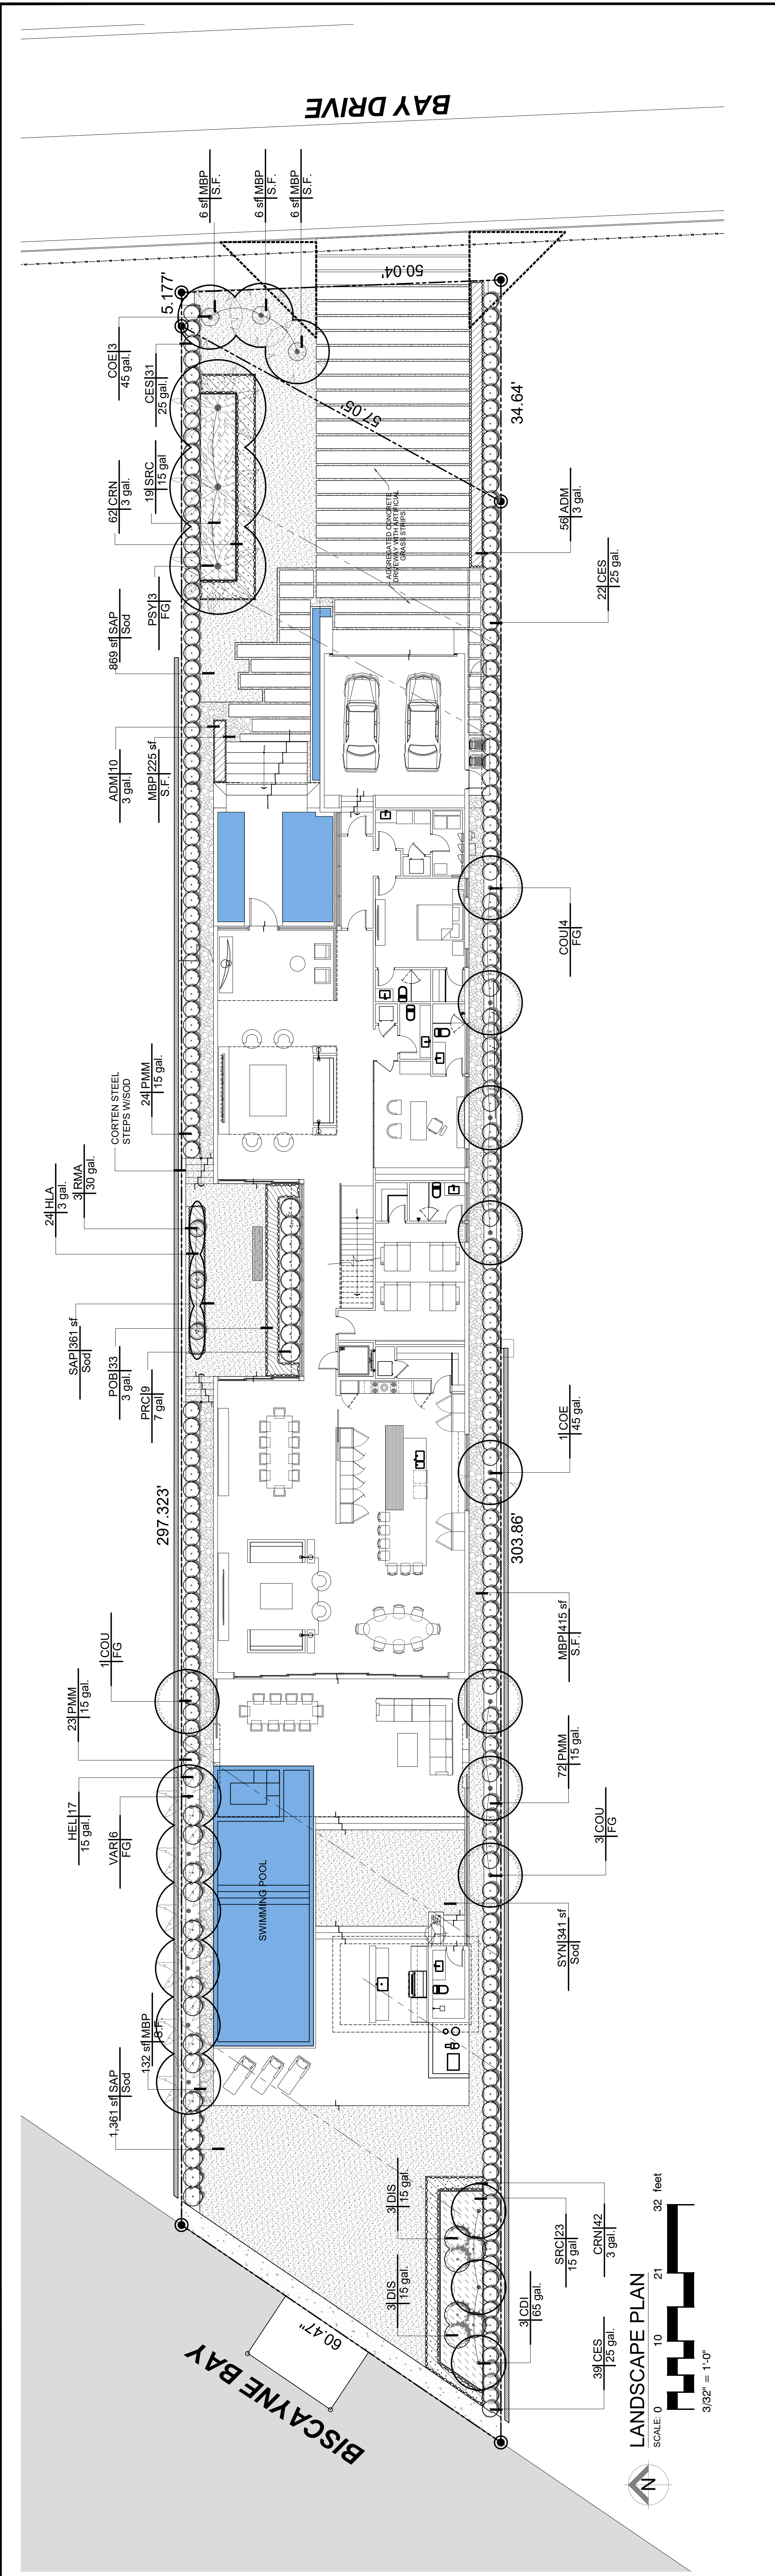 BAY DRIVE
6 sf MBP
S.F.
6 sf MBP
S.F.
6 sf MBP
S.F.
5.177'
50.04'
COE 3
45 gal.
CES 31
25 gal.
57.05'
34.64'
62 CRN
3 gal.
19 SRC
15 gal
AGGREGATED CONCRETE
DRIVEWAY WITH ARTIFICIAL
GRASS STRIPS
56 ADM
3 gal.
PSY 3
FG
869 sf SAP
Sod
22 CES
25 gal.
ADM 10
3 gal.
MBP 225 sf
S.F.
COU 4
FG
24 PMM
15 gal.
CORTEN STEEL
STEPS W/SOD
24 HLA
3 gal.
3 RMA
30 gal.
SAP 361 sf
Sod
POB 33
3 gal.
PRC 9
7 gal
1 COE
45 gal.
297.323'
303.86'
1 COU
FG
MBP 415 sf
S.F.
23 PMM
15 gal.
72 PMM
15 gal.
HEL 17
15 gal.
VAR 6
FG
3 COU
FG
SWIMMING POOL
SYN 341 sf
Sod
132 sf MBP
S.F.
1,361 sf SAP
Sod
3 DIS
15 gal.
3 DIS
15 gal.
SRC 23
15 gal
CRN 42
3 gal.
3 CDI
65 gal.
39 CES
25 gal.
60.47"
BISCAYNE BAY
LANDSCAPE PLAN
SCALE: 0 10 21 32 feet
3/32" = 1'-0"
N